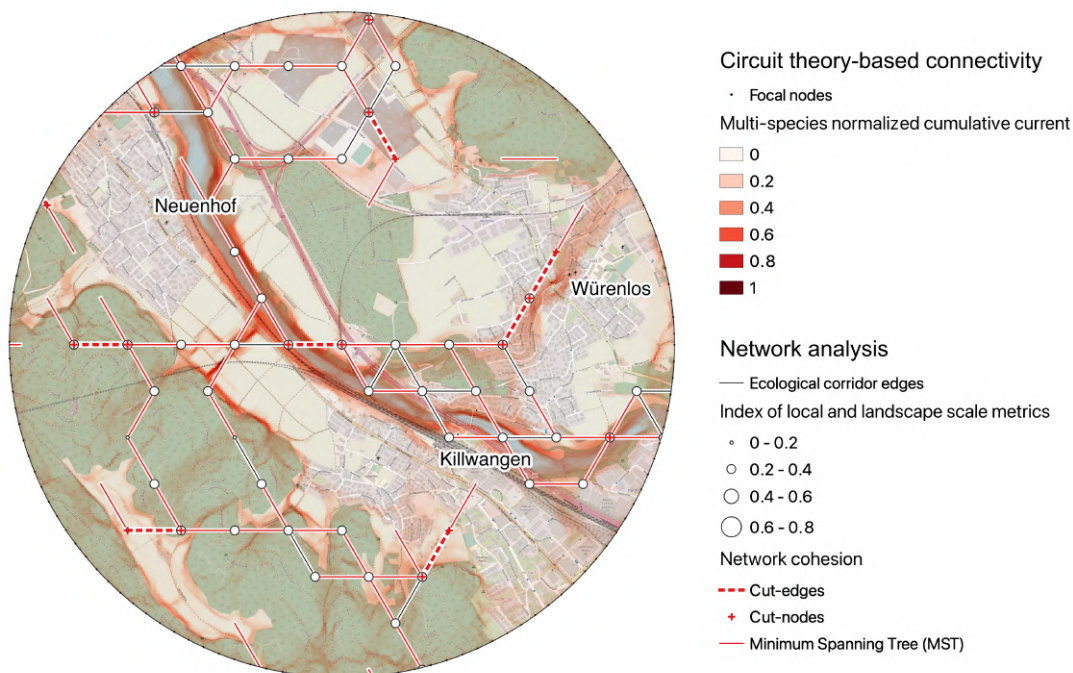 Circuit theory-based connectivity
Focal nodes
Multi-species normalized cumulative current
0
0.2
0.4
0.6
0.8
1
Neuenhof
Würenlos
Killwangen
Network analysis
Ecological corridor edges
Index of local and landscape scale metrics
0 - 0.2
0.2 - 0.4
0.4 - 0.6
0.6 - 0.8
Network cohesion
Cut-edges
Cut-nodes
Minimum Spanning Tree (MST)